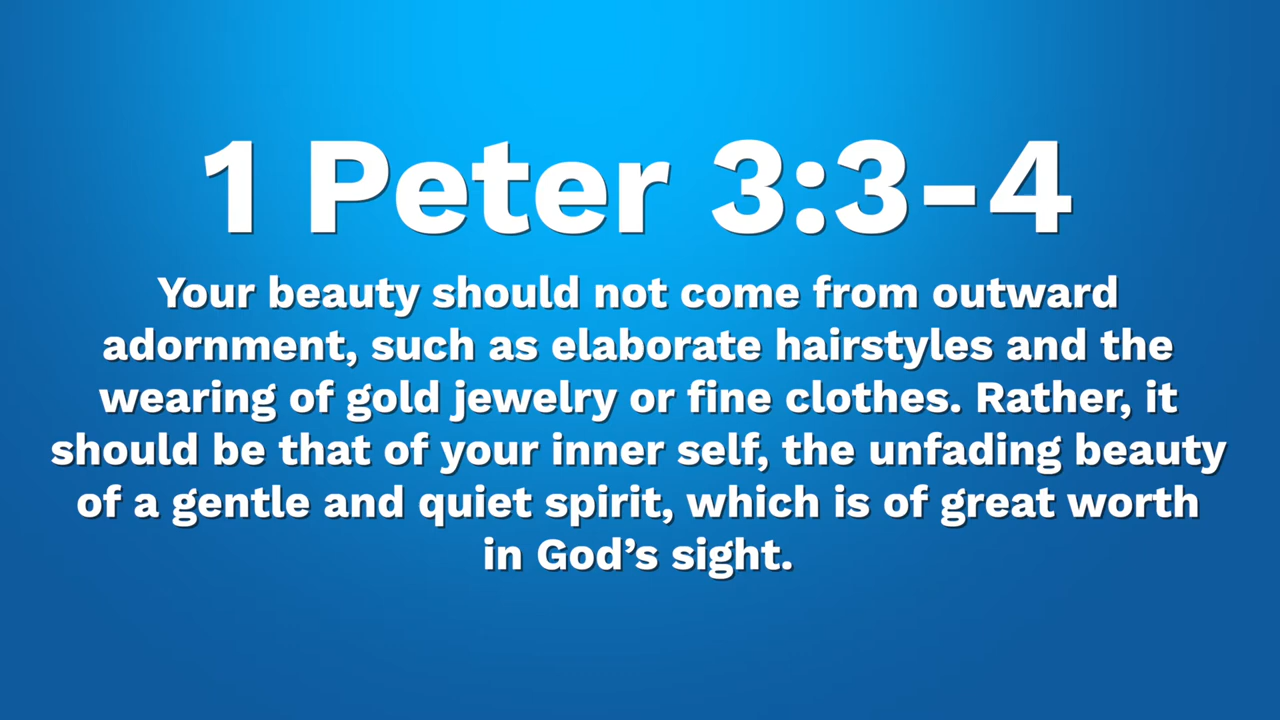 1 Peter 3:3-4
Your beauty should not come from outward
adornment, such as elaborate hairstyles and the
wearing of gold jewelry or fine clothes. Rather, it
should be that of your inner self, the unfading beauty
of a gentle and quiet spirit, which is of great worth
in God’s sight.